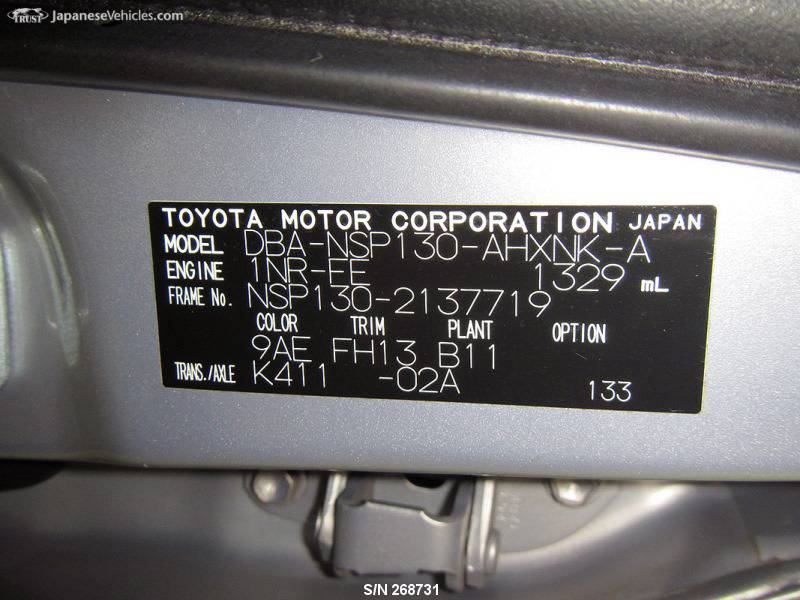 TRUST JapaneseVehicles.com
TOYOTA MOTOR CORPORATION JAPAN
MODEL DBA-NSP130-AHXNK-A
ENGINE 1NR-FE 1329 mL
FRAME No. NSP130-2137719
COLOR TRIM PLANT OPTION
9AE FH13 B11
TRANS./AXLE K411 -02A 133
S/N 268731